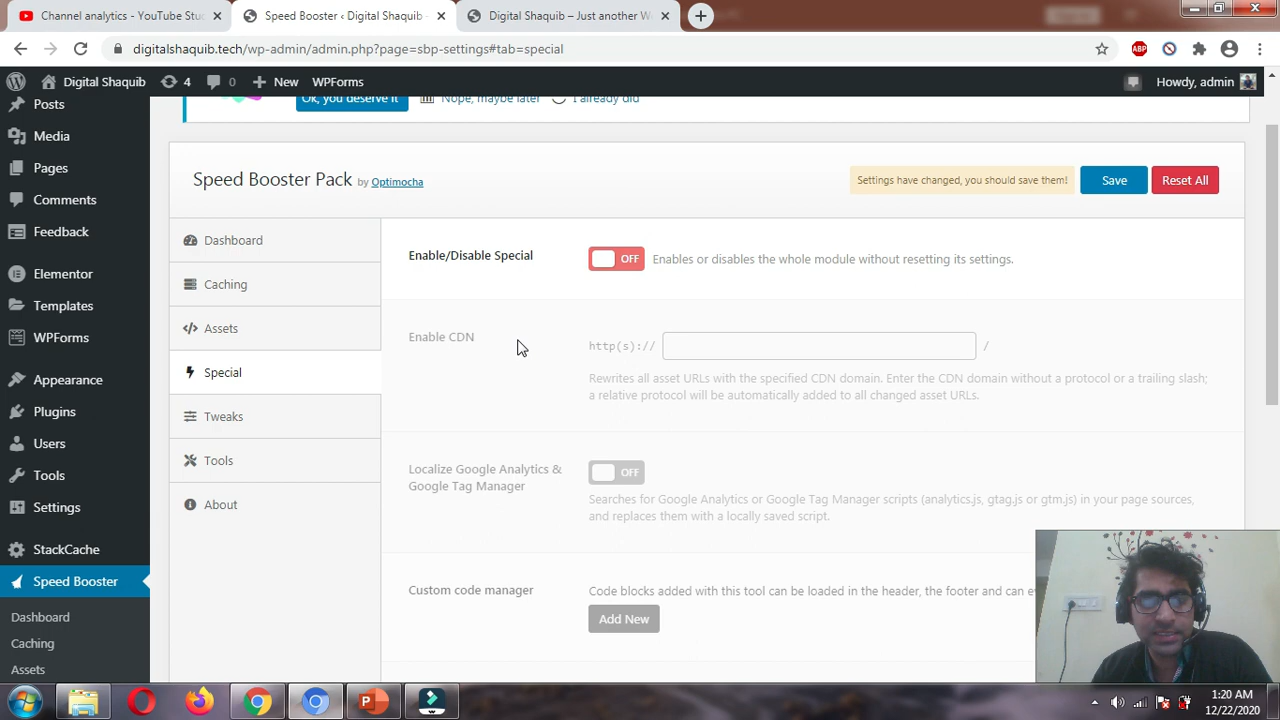 Channel analytics - YouTube Stu
Speed Booster ‹ Digital Shaquib
Digital Shaquib – Just another W
digitalshaquib.tech/wp-admin/admin.php?page=sbp-settings#tab=special
ABP
Digital Shaquib
4
0
New
WPForms
Howdy, admin
Posts
Media
Pages
Comments
Feedback
Elementor
Templates
WPForms
Appearance
Plugins
Users
Tools
Settings
StackCache
Speed Booster
Dashboard
Caching
Assets
Ok, you deserve it
Nope, maybe later
I already did
Speed Booster Pack by Optimocha
Settings have changed, you should save them!
Save
Reset All
Dashboard
Caching
Assets
Special
Tweaks
Tools
About
Enable/Disable Special
OFF
Enables or disables the whole module without resetting its settings.
Enable CDN
http(s)://
/
Rewrites all asset URLs with the specified CDN domain. Enter the CDN domain without a protocol or a trailing slash;
a relative protocol will be automatically added to all changed asset URLs.
Localize Google Analytics &
Google Tag Manager
OFF
Searches for Google Analytics or Google Tag Manager scripts (analytics.js, gtag.js or gtm.js) in your page sources,
and replaces them with a locally saved script.
Custom code manager
Code blocks added with this tool can be loaded in the header, the footer and can e
Add New
1:20 AM
12/22/2020